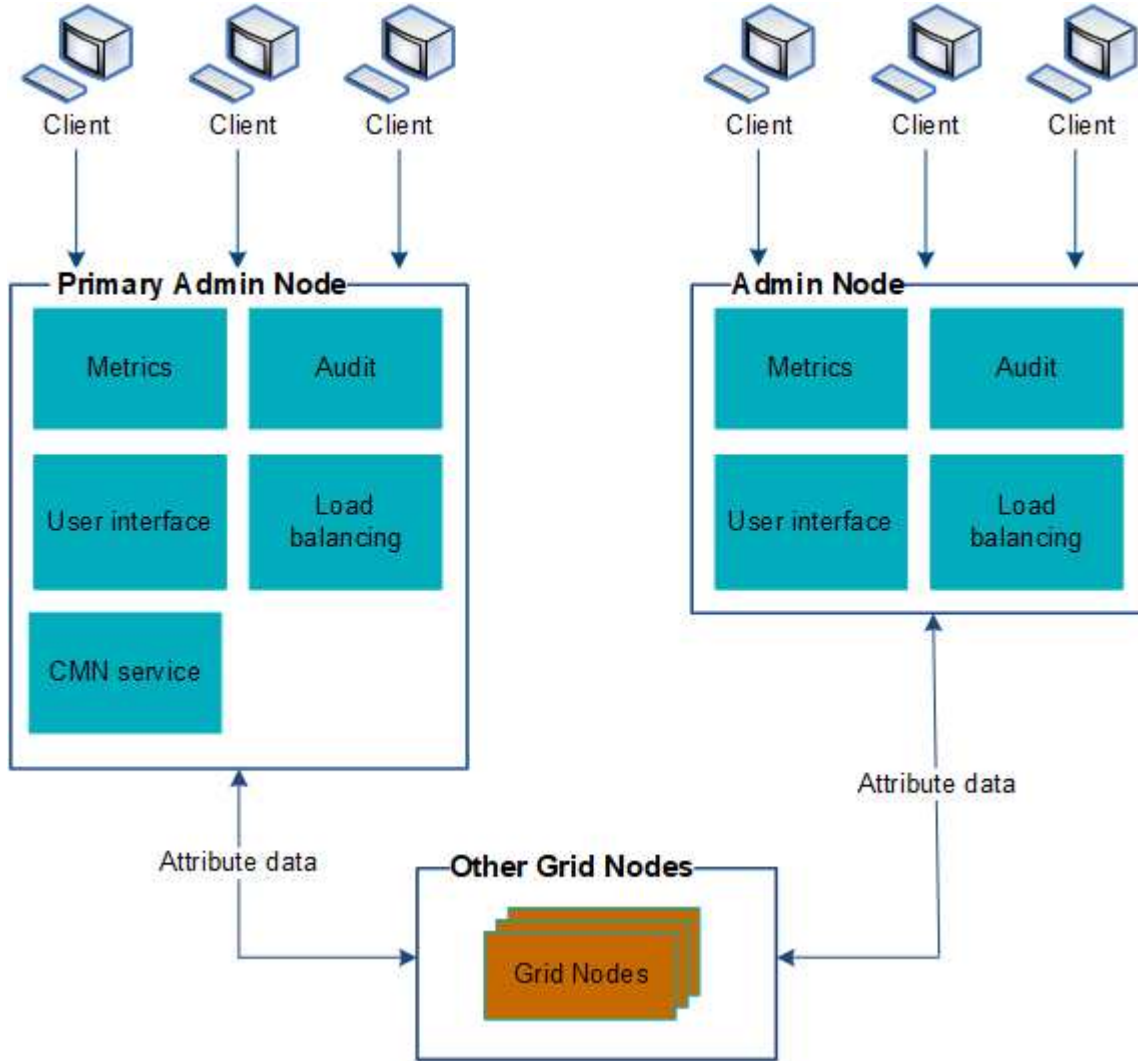 Client
Client
Client
Client
Client
Client
Primary Admin Node
Metrics
Audit
User interface
Load
balancing
CMN service
Admin Node
Metrics
Audit
User interface
Load
balancing
Attribute data
Attribute data
Other Grid Nodes
Grid Nodes